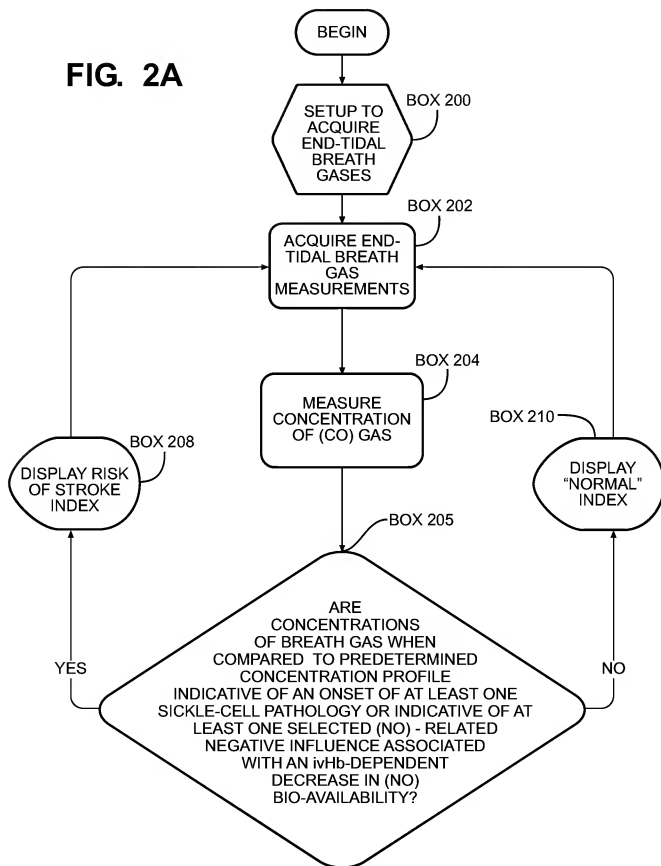 BEGIN
FIG. 2A
SETUP TO
ACQUIRE
END-TIDAL
BREATH
GASES
BOX 200
BOX 202
ACQUIRE END-
TIDAL BREATH
GAS
MEASUREMENTS
BOX 204
MEASURE
CONCENTRATION
OF (CO) GAS
BOX 208
DISPLAY RISK
OF STROKE
INDEX
BOX 210
DISPLAY
“NORMAL”
INDEX
BOX 205
ARE
CONCENTRATIONS
OF BREATH GAS WHEN
COMPARED TO PREDETERMINED
CONCENTRATION PROFILE
INDICATIVE OF AN ONSET OF AT LEAST ONE
SICKLE-CELL PATHOLOGY OR INDICATIVE OF AT
LEAST ONE SELECTED (NO) - RELATED
NEGATIVE INFLUENCE ASSOCIATED
WITH AN ivHb-DEPENDENT
DECREASE IN (NO)
BIO-AVAILABILITY?
YES
NO